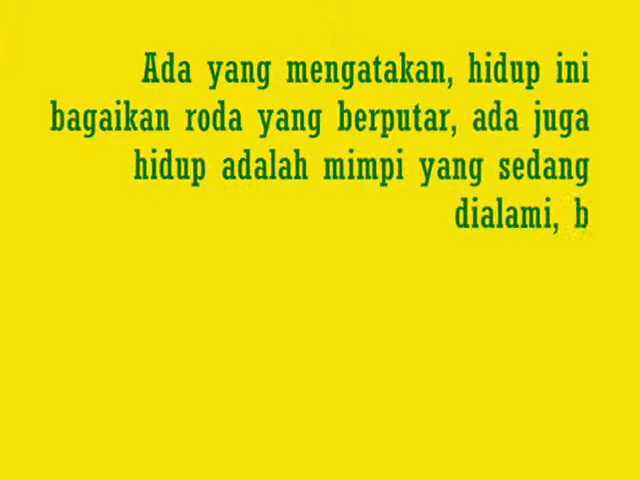 Ada yang mengatakan, hidup ini
bagaikan roda yang berputar, ada juga
hidup adalah mimpi yang sedang
dialami, b